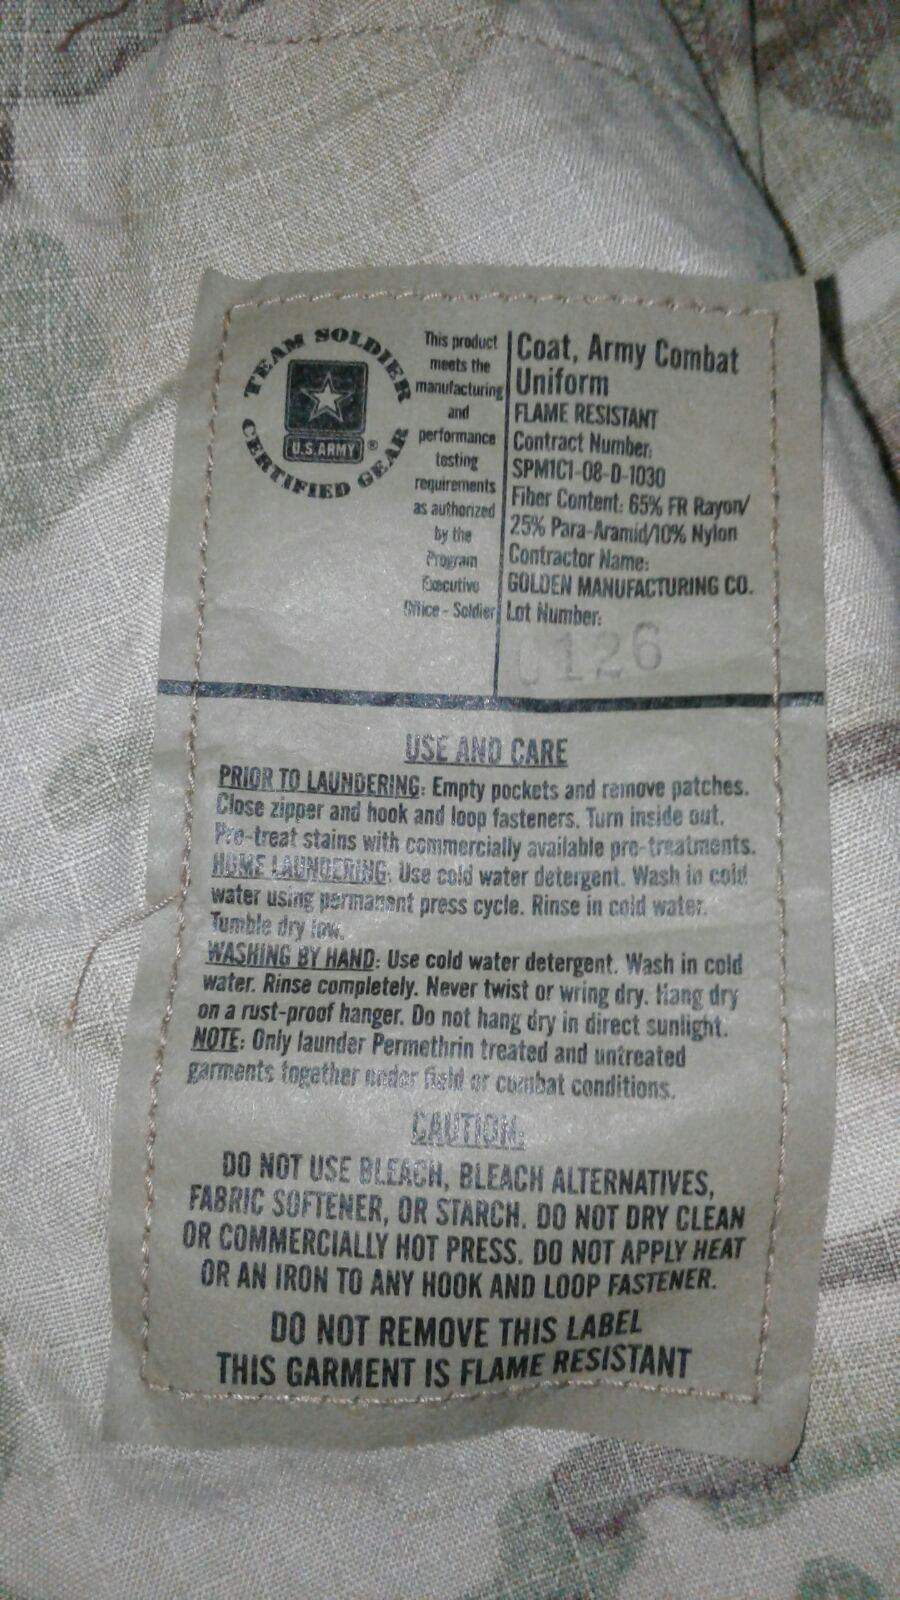 TEAM SOLDIER
CERTIFIED GEAR
U.S.ARMY®
This product
meets the
manufacturing
and
performance
testing
requirements
as authorized
by the
Program
Executive
Office - Soldier
Coat, Army Combat
Uniform
FLAME RESISTANT
Contract Number:
SPM1C1-08-D-1030
Fiber Content: 65% FR Rayon/
25% Para-Aramid/10% Nylon
Contractor Name:
GOLDEN MANUFACTURING CO.
Lot Number:
126
USE AND CARE
PRIOR TO LAUNDERING: Empty pockets and remove patches.
Close zipper and hook and loop fasteners. Turn inside out.
Pre-treat stains with commercially available pre-treatments.
HOME LAUNDERING: Use cold water detergent. Wash in cold
water using permanent press cycle. Rinse in cold water.
Tumble dry low.
WASHING BY HAND: Use cold water detergent. Wash in cold
water. Rinse completely. Never twist or wring dry. Hang dry
on a rust-proof hanger. Do not hang dry in direct sunlight.
NOTE: Only launder Permethrin treated and untreated
garments together under field or combat conditions.
CAUTION:
DO NOT USE BLEACH, BLEACH ALTERNATIVES,
FABRIC SOFTENER, OR STARCH. DO NOT DRY CLEAN
OR COMMERCIALLY HOT PRESS. DO NOT APPLY HEAT
OR AN IRON TO ANY HOOK AND LOOP FASTENER.
DO NOT REMOVE THIS LABEL
THIS GARMENT IS FLAME RESISTANT